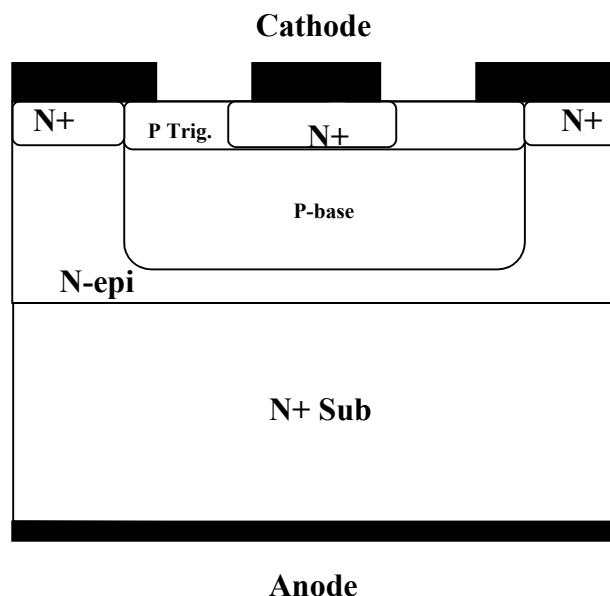 Cathode
N+
P Trig.
N+
N+
P-base
N-epi
N+ Sub
Anode